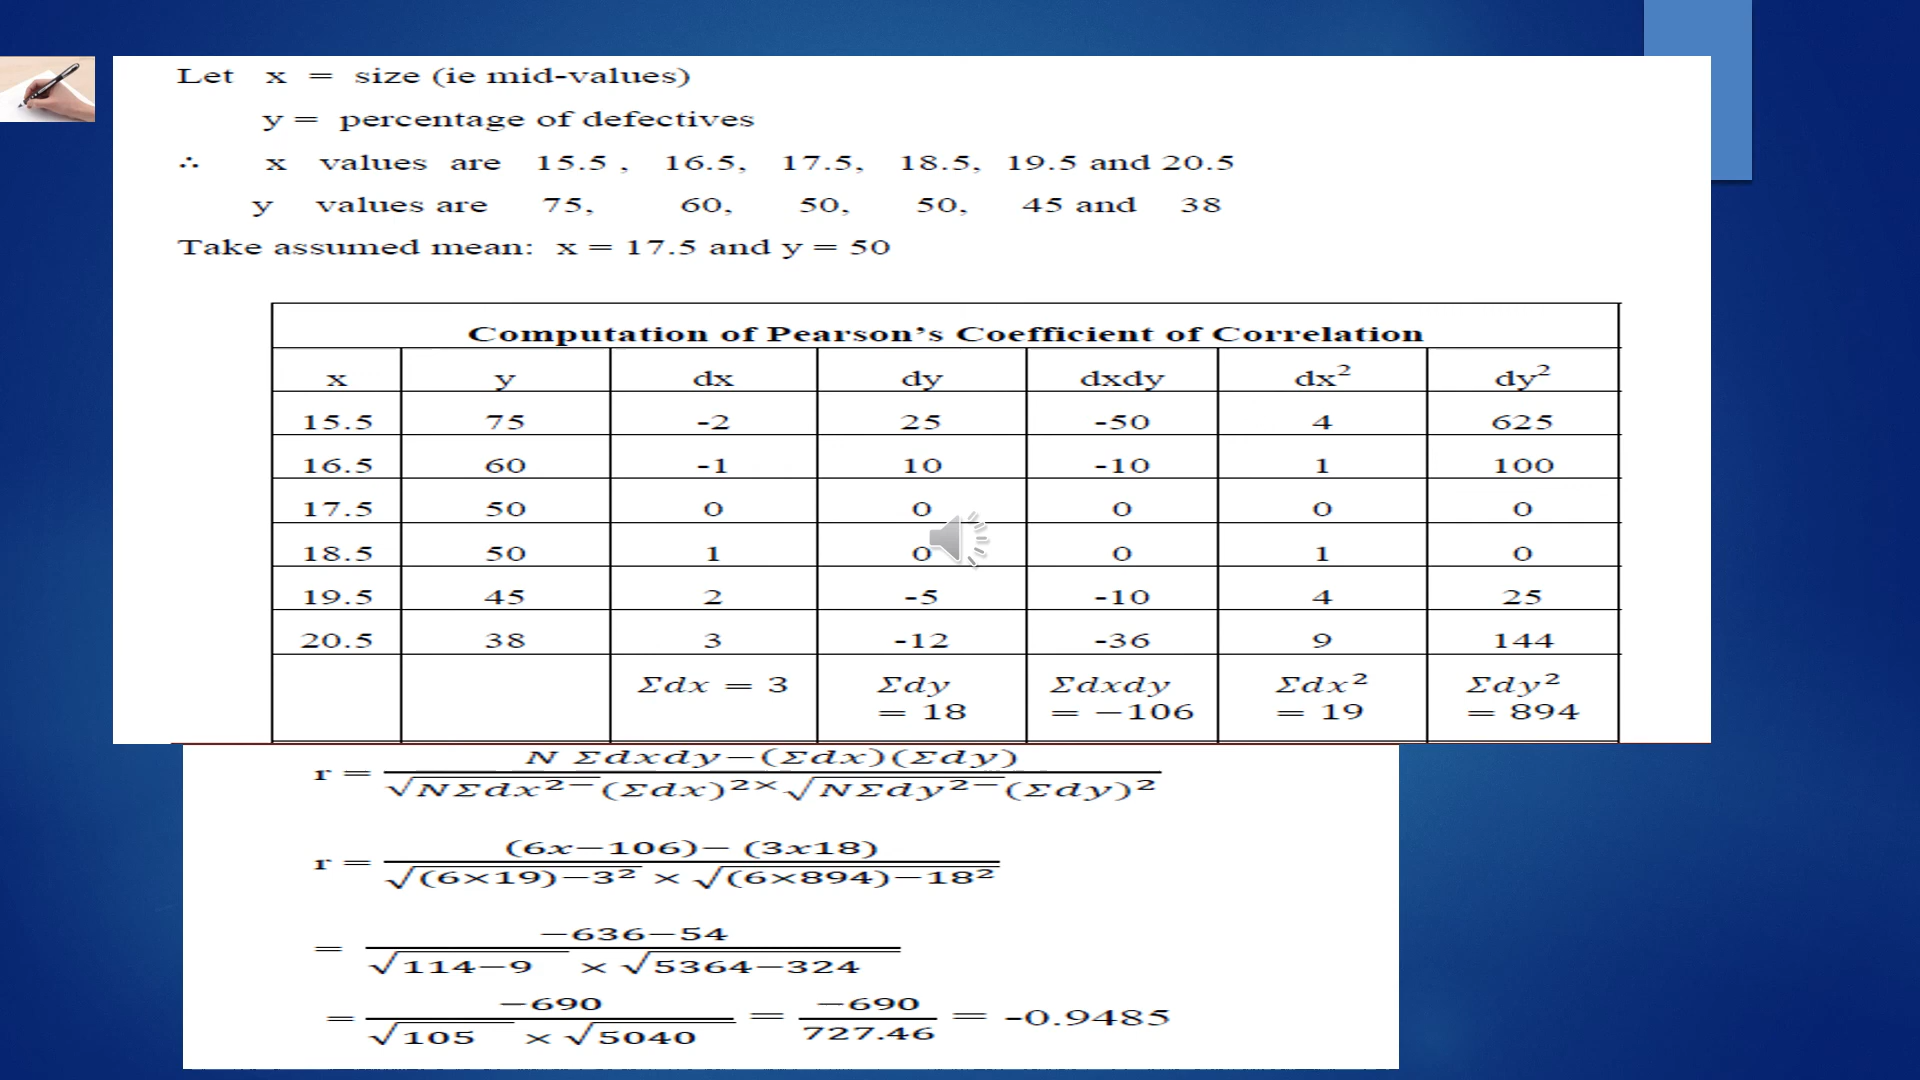 Let x = size (ie mid-values)
y = percentage of defectives
∴ x values are 15.5 , 16.5, 17.5, 18.5, 19.5 and 20.5
y values are 75, 60, 50, 50, 45 and 38
Take assumed mean: x = 17.5 and y = 50
Computation of Pearson's Coefficient of Correlation
x y dx dy dxdy dx² dy²
15.5 75 -2 25 -50 4 625
16.5 60 -1 10 -10 1 100
17.5 50 0 0 0 0 0
18.5 50 1 0 0 1 0
19.5 45 2 -5 -10 4 25
20.5 38 3 -12 -36 9 144
Σdx = 3 Σdy = 18 Σdxdy = −106 Σdx² = 19 Σdy² = 894
r = N Σdxdy−(Σdx)(Σdy) / √NΣdx²−(Σdx)²×√NΣdy²−(Σdy)²
r = (6x−106)− (3x18) / √(6×19)−3² × √(6×894)−18²
= −636−54 / √114−9 × √5364−324
= −690 / √105 × √5040 = −690 / 727.46 = -0.9485